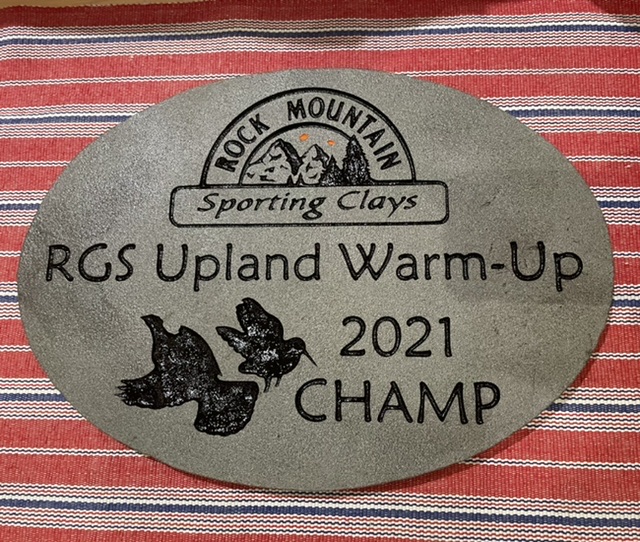 ROCK MOUNTAIN
Sporting Clays
RGS Upland Warm-Up
2021
CHAMP